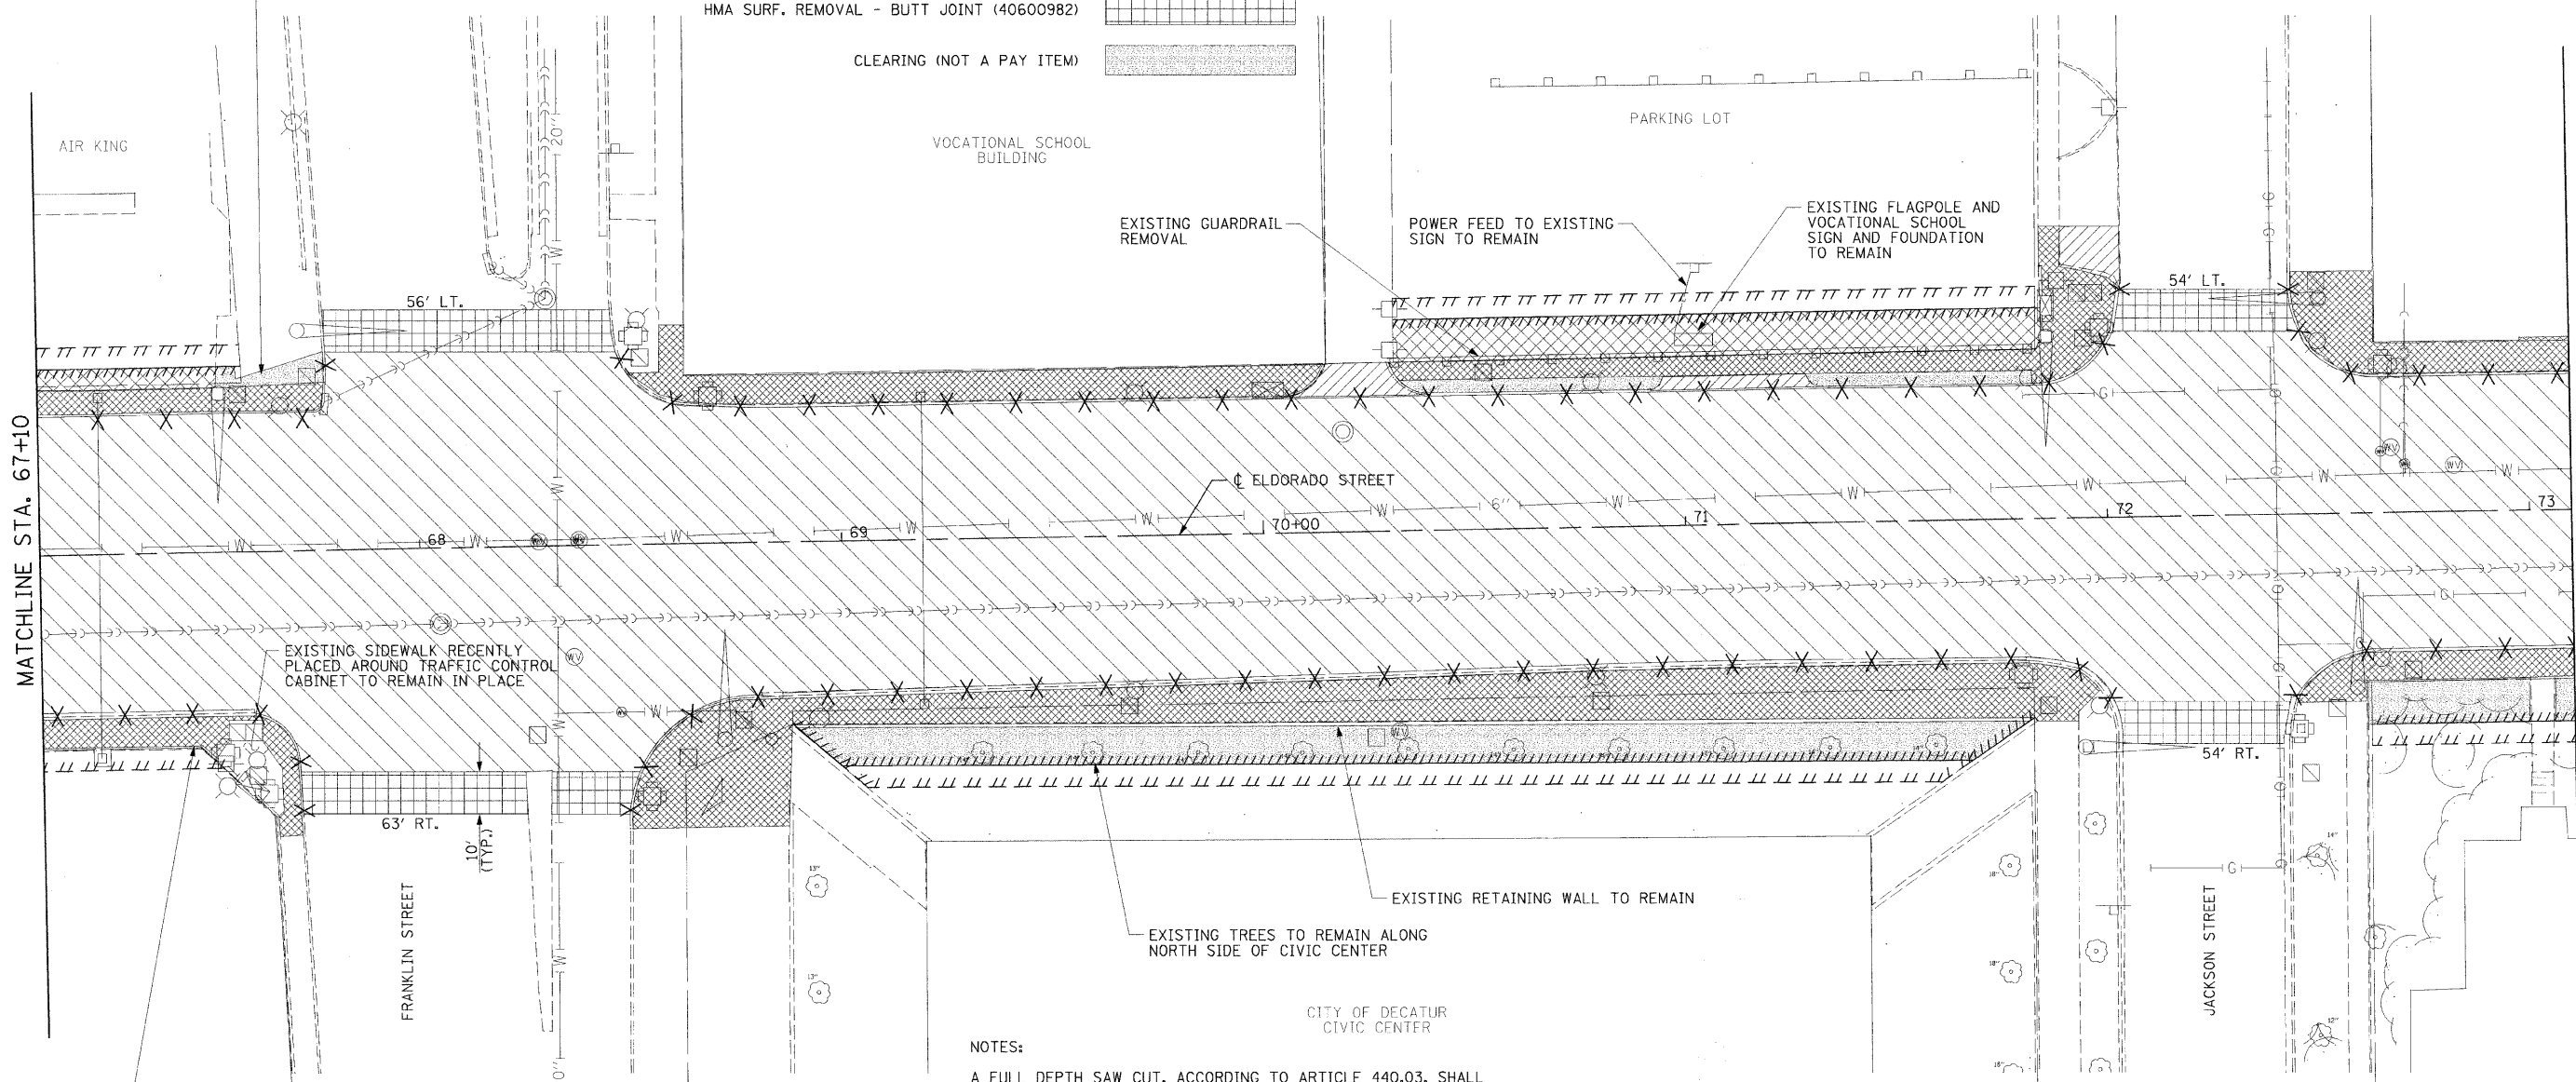 HMA SURF. REMOVAL - BUTT JOINT (40600982)
CLEARING (NOT A PAY ITEM)
AIR KING
20"
VOCATIONAL SCHOOL
BUILDING
PARKING LOT
EXISTING GUARDRAIL
REMOVAL
POWER FEED TO EXISTING
SIGN TO REMAIN
EXISTING FLAGPOLE AND
VOCATIONAL SCHOOL
SIGN AND FOUNDATION
TO REMAIN
56' LT.
54' LT.
MATCHLINE STA. 67+10
℄ ELDORADO STREET
68
69
70+00
6"
71
72
73
EXISTING SIDEWALK RECENTLY
PLACED AROUND TRAFFIC CONTROL
CABINET TO REMAIN IN PLACE
63' RT.
10'
(TYP.)
54' RT.
FRANKLIN STREET
JACKSON STREET
EXISTING RETAINING WALL TO REMAIN
EXISTING TREES TO REMAIN ALONG
NORTH SIDE OF CIVIC CENTER
CITY OF DECATUR
CIVIC CENTER
NOTES:
A FULL DEPTH SAW CUT, ACCORDING TO ARTICLE 440.03, SHALL